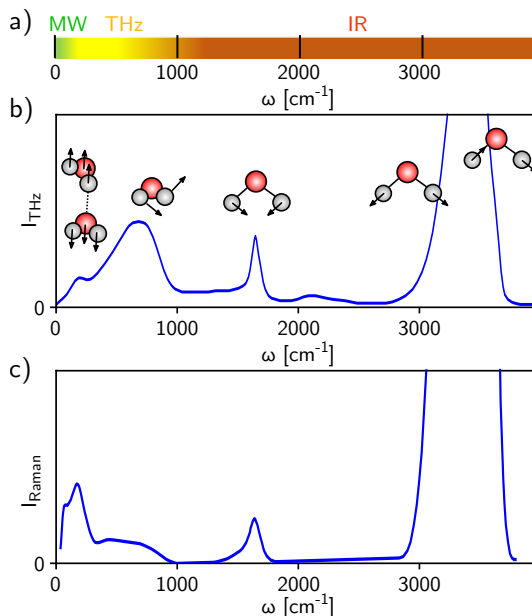 a) MW THz IR
0 1000 2000 3000
ω [cm⁻¹]
b)
I_THz
0
0 1000 2000 3000
ω [cm⁻¹]
c)
I_Raman
0
0 1000 2000 3000
ω [cm⁻¹]